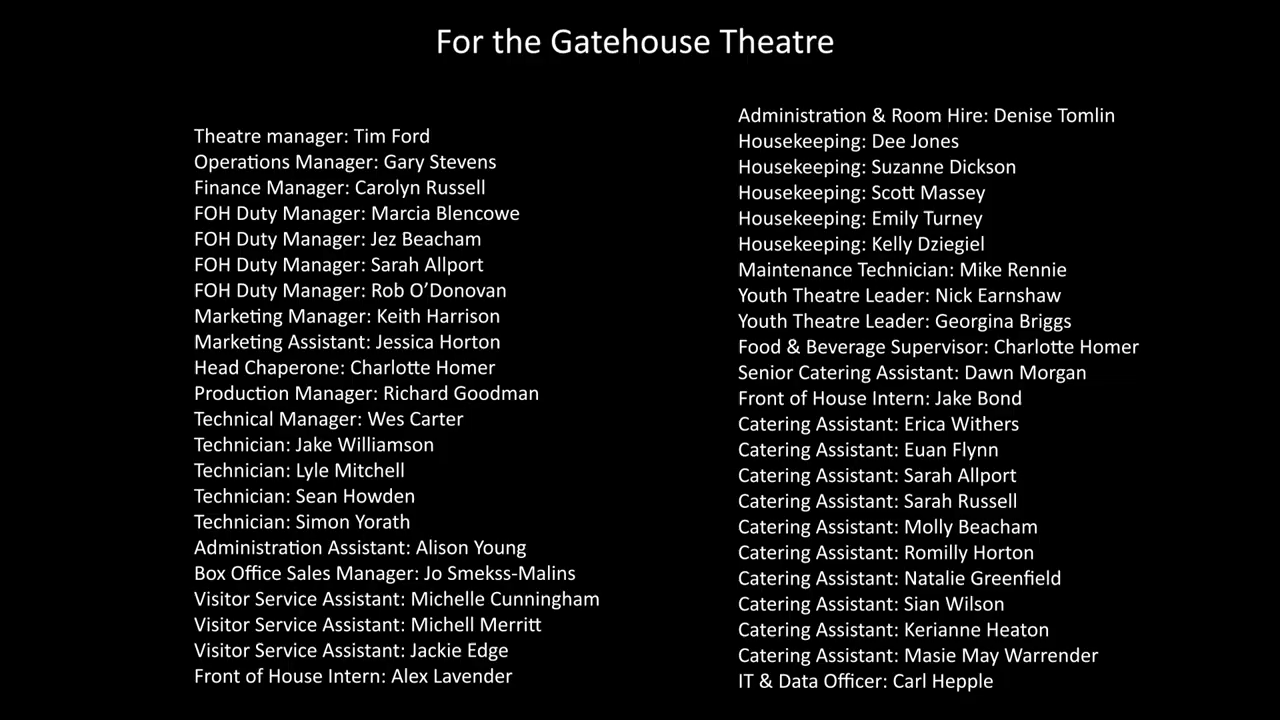 For the Gatehouse Theatre
Theatre manager: Tim Ford
Operations Manager: Gary Stevens
Finance Manager: Carolyn Russell
FOH Duty Manager: Marcia Blencowe
FOH Duty Manager: Jez Beacham
FOH Duty Manager: Sarah Allport
FOH Duty Manager: Rob O’Donovan
Marketing Manager: Keith Harrison
Marketing Assistant: Jessica Horton
Head Chaperone: Charlotte Homer
Production Manager: Richard Goodman
Technical Manager: Wes Carter
Technician: Jake Williamson
Technician: Lyle Mitchell
Technician: Sean Howden
Technician: Simon Yorath
Administration Assistant: Alison Young
Box Office Sales Manager: Jo Smekss-Malins
Visitor Service Assistant: Michelle Cunningham
Visitor Service Assistant: Michell Merritt
Visitor Service Assistant: Jackie Edge
Front of House Intern: Alex Lavender
Administration & Room Hire: Denise Tomlin
Housekeeping: Dee Jones
Housekeeping: Suzanne Dickson
Housekeeping: Scott Massey
Housekeeping: Emily Turney
Housekeeping: Kelly Dziegiel
Maintenance Technician: Mike Rennie
Youth Theatre Leader: Nick Earnshaw
Youth Theatre Leader: Georgina Briggs
Food & Beverage Supervisor: Charlotte Homer
Senior Catering Assistant: Dawn Morgan
Front of House Intern: Jake Bond
Catering Assistant: Erica Withers
Catering Assistant: Euan Flynn
Catering Assistant: Sarah Allport
Catering Assistant: Sarah Russell
Catering Assistant: Molly Beacham
Catering Assistant: Romilly Horton
Catering Assistant: Natalie Greenfield
Catering Assistant: Sian Wilson
Catering Assistant: Kerianne Heaton
Catering Assistant: Masie May Warrender
IT & Data Officer: Carl Hepple